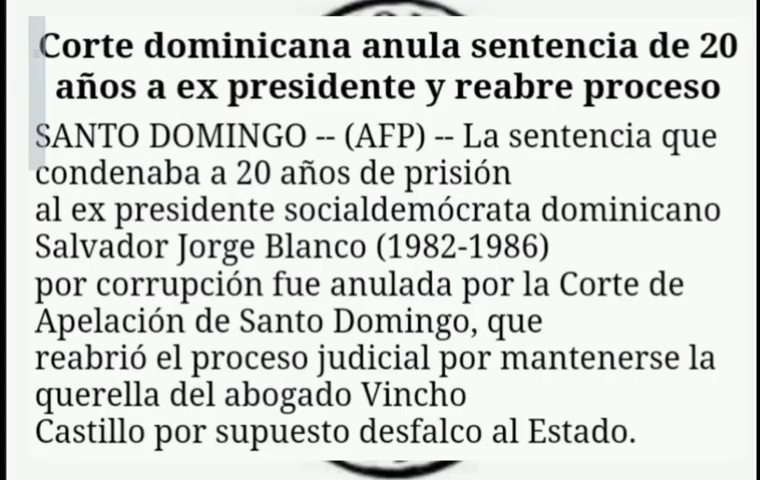 Corte dominicana anula sentencia de 20
años a ex presidente y reabre proceso
SANTO DOMINGO -- (AFP) -- La sentencia que
condenaba a 20 años de prisión
al ex presidente socialdemócrata dominicano
Salvador Jorge Blanco (1982-1986)
por corrupción fue anulada por la Corte de
Apelación de Santo Domingo, que
reabrió el proceso judicial por mantenerse la
querella del abogado Vincho
Castillo por supuesto desfalco al Estado.